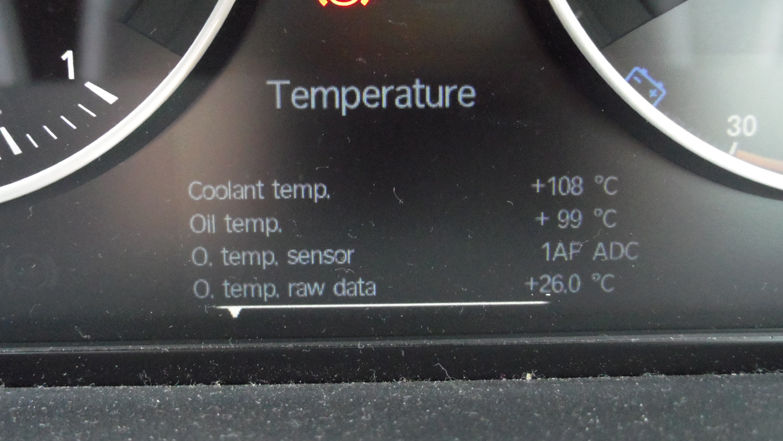 1
Temperature
30
Coolant temp. +108 °C
Oil temp. + 99 °C
O. temp. sensor 1AF ADC
O. temp. raw data +26.0 °C